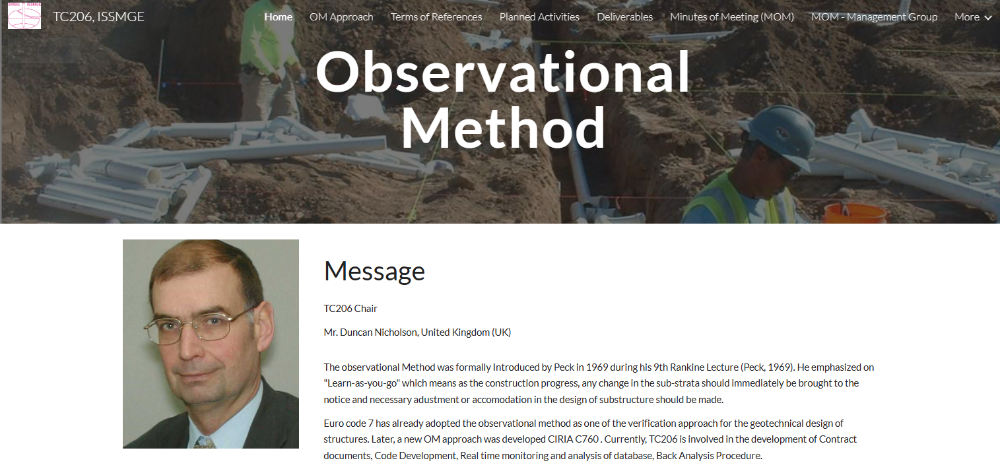 SIMSG ISSMGE
TC206, ISSMGE
Home
OM Approach
Terms of References
Planned Activities
Deliverables
Minutes of Meeting (MOM)
MOM - Management Group
More
Observational
Method
Message
TC206 Chair
Mr. Duncan Nicholson, United Kingdom (UK)
The observational Method was formally Introduced by Peck in 1969 during his 9th Rankine Lecture (Peck, 1969). He emphasized on
"Learn-as-you-go" which means as the construction progress, any change in the sub-strata should immediately be brought to the
notice and necessary adustment or accomodation in the design of substructure should be made.
Euro code 7 has already adopted the observational method as one of the verification approach for the geotechnical design of
structures. Later, a new OM approach was developed CIRIA C760 . Currently, TC206 is involved in the development of Contract
documents, Code Development, Real time monitoring and analysis of database, Back Analysis Procedure.